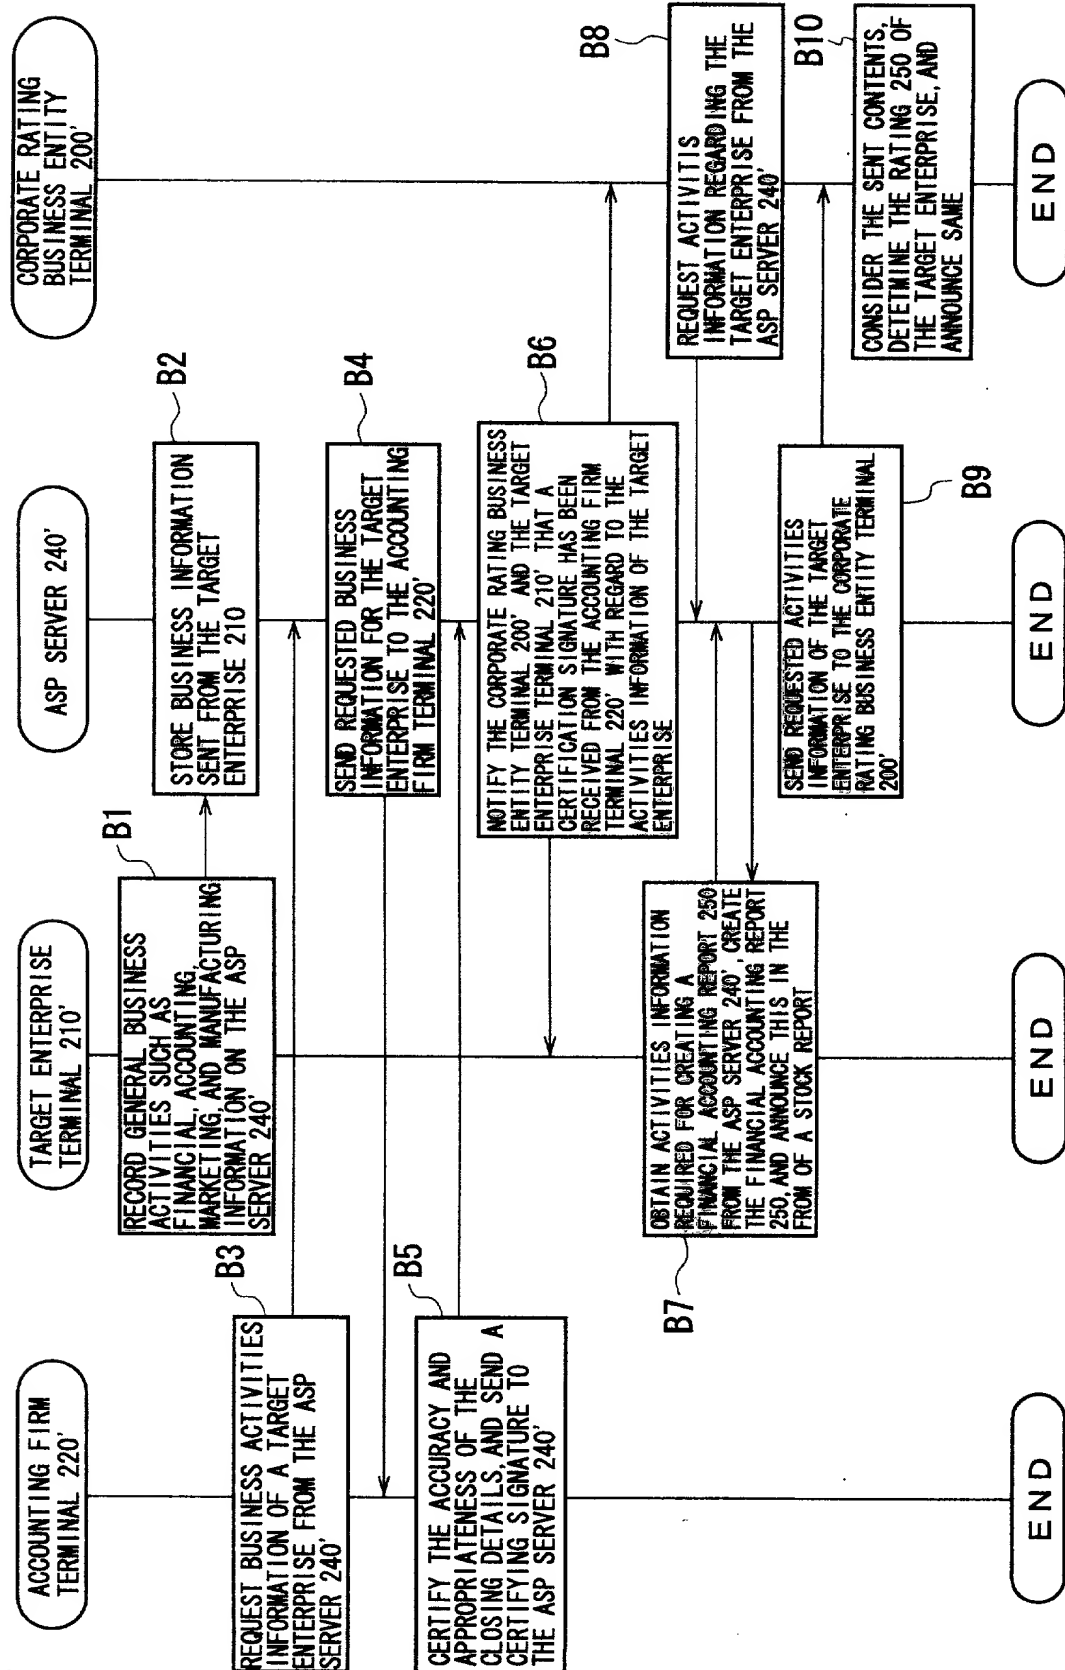 ACCOUNTING FIRM
TERMINAL 220'
TARGET ENTERPRISE
TERMINAL 210'
ASP SERVER 240'
CORPORATE RATING
BUSINESS ENTITY
TERMINAL 200'
B1
RECORD GENERAL BUSINESS
ACTIVITIES SUCH AS
FINANCIAL, ACCOUNTING,
MARKETING, AND MANUFACTURING
INFORMATION ON THE ASP
SERVER 240'
B2
STORE BUSINESS INFORMATION
SENT FROM THE TARGET
ENTERPRISE 210
B3
REQUEST BUSINESS ACTIVITIES
INFORMATION OF A TARGET
ENTERPRISE FROM THE ASP
SERVER 240'
B4
SEND REQUESTED BUSINESS
INFORMATION FOR THE TARGET
ENTERPRISE TO THE ACCOUNTING
FIRM TERMINAL 220'
B5
CERTIFY THE ACCURACY AND
APPROPRIATENESS OF THE
CLOSING DETAILS, AND SEND A
CERTIFYING SIGNATURE TO
THE ASP SERVER 240'
B6
NOTIFY THE CORPORATE RATING BUSINESS
ENTITY TERMINAL 200' AND THE TARGET
ENTERPRISE TERMINAL 210' THAT A
CERTIFICATION SIGNATURE HAS BEEN
RECEIVED FROM THE ACCOUNTING FIRM
TERMINAL 220' WITH REGARD TO THE
ACTIVITIES INFORMATION OF THE TARGET
ENTERPRISE
B7
OBTAIN ACTIVITIES INFORMATION
REQUIRED FOR CREATING A
FINANCIAL ACCOUNTING REPORT 250
FROM THE ASP SERVER 240', CREATE
THE FINANCIAL ACCOUNTING REPORT
250, AND ANNOUNCE THIS IN THE
FROM OF A STOCK REPORT
B8
REQUEST ACTIVITIS
INFORMATION REGARDING THE
TARGET ENTERPRISE FROM THE
ASP SERVER 240'
B9
SEND REQUESTED ACTIVITIES
INFORMATION OF THE TARGET
ENTERPRISE TO THE CORPORATE
RATING BUSINESS ENTITY TERMINAL
200'
B10
CONSIDER THE SENT CONTENTS,
DETETMINE THE RATING 250 OF
THE TARGET ENTERPRISE, AND
ANNOUNCE SAME
END
END
END
END